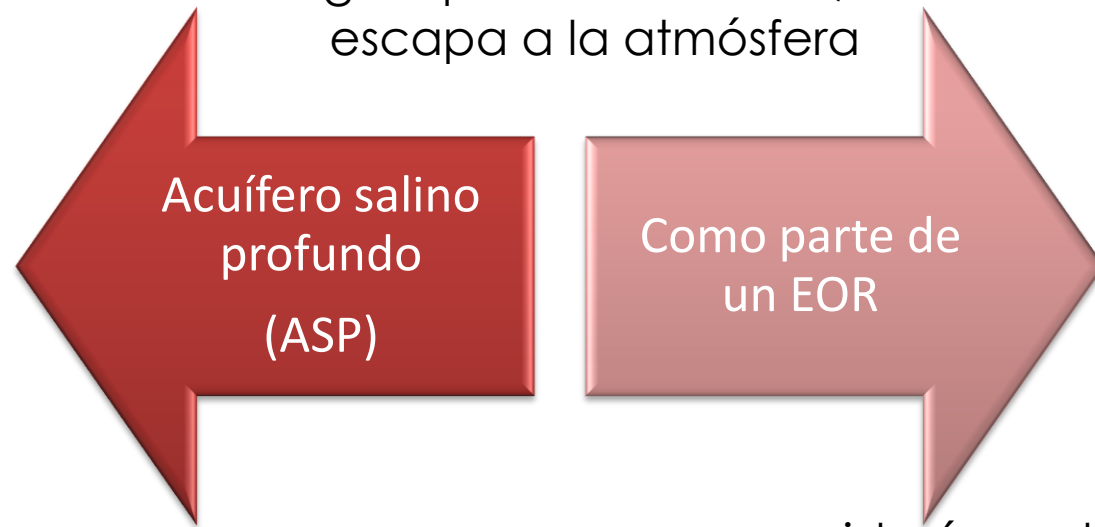 escapa a la atmósfera
Acuífero salino
profundo
(ASP)
Como parte de
un EOR